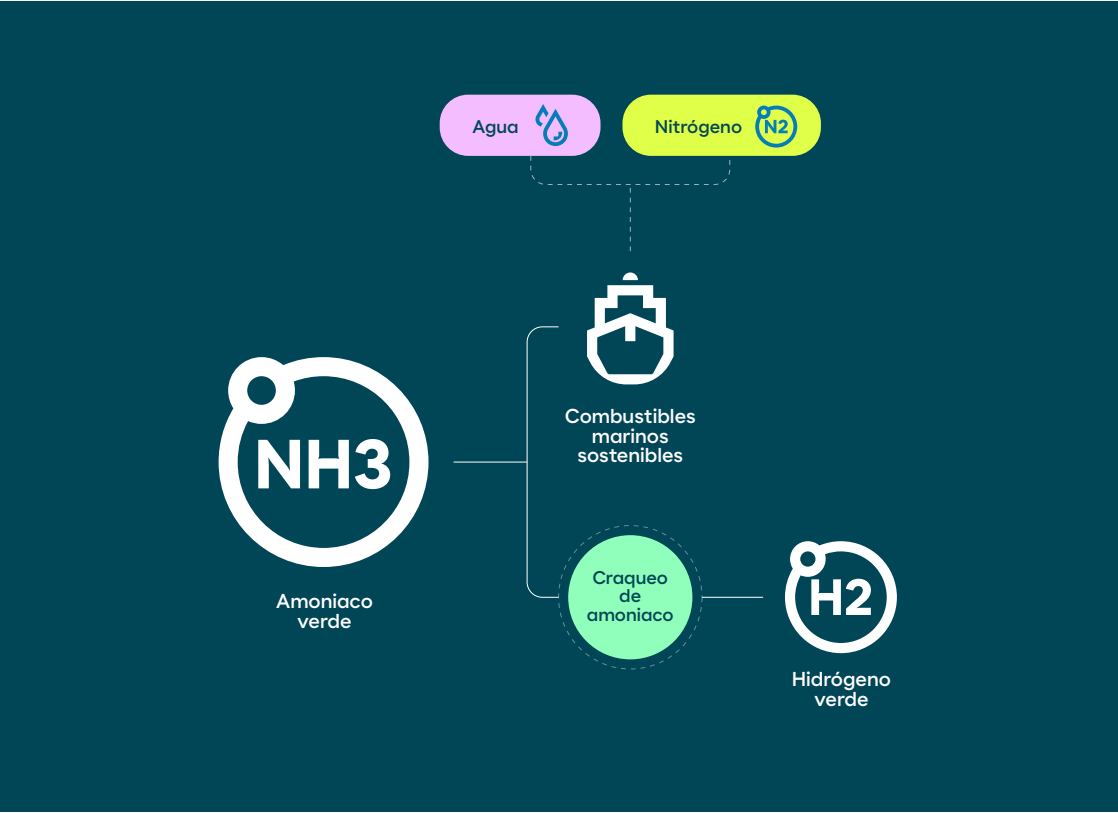 Agua
Nitrógeno
N2
Combustibles
marinos
sostenibles
NH3
Amoniaco
verde
Craqueo
de
amoniaco
H2
Hidrógeno
verde